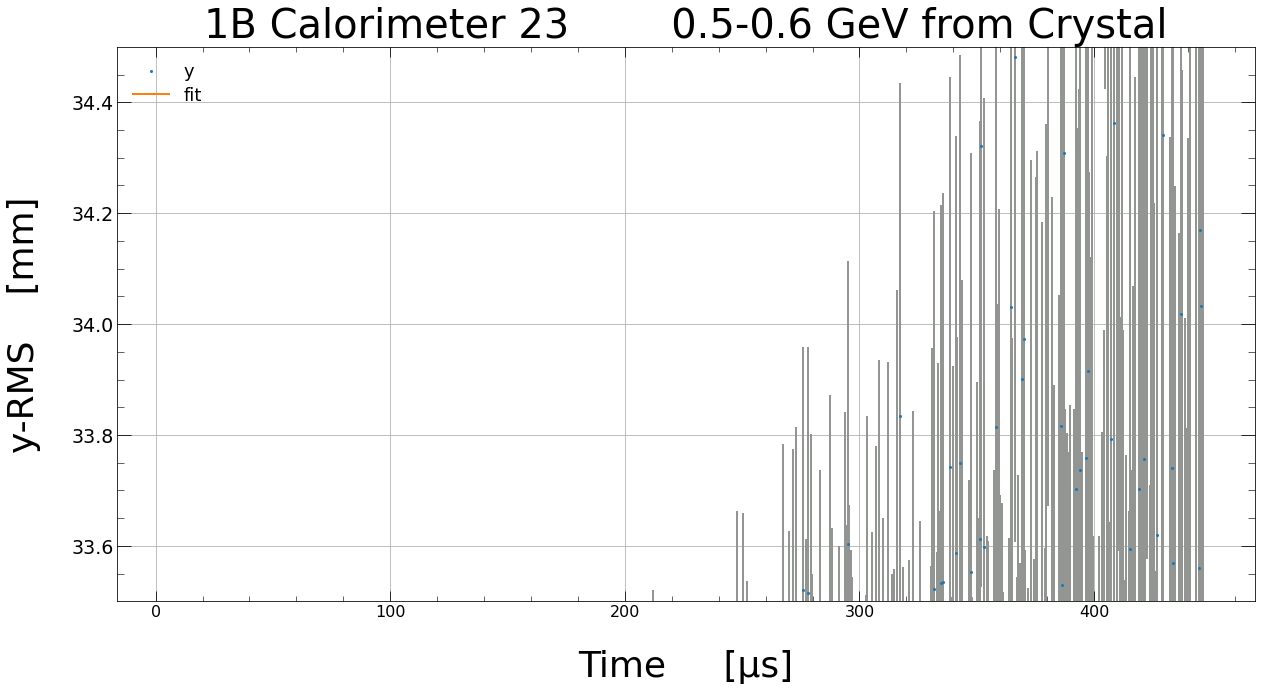 1B Calorimeter 23 0.5-0.6 GeV from Crystal
y
fit
34.4
34.2
34.0
33.8
33.6
y-RMS [mm]
0 100 200 300 400
Time [µs]